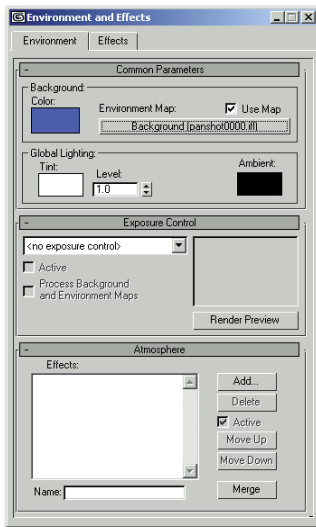 Environment and Effects
Environment
Effects
- Common Parameters
Background:
Color:
Environment Map:
Use Map
Background (panshot0000.ifl)
Global Lighting:
Tint:
Level:
Ambient:
1.0
- Exposure Control
<no exposure control>
Active
Process Background
and Environment Maps
Render Preview
- Atmosphere
Effects:
Add...
Delete
Active
Move Up
Move Down
Name:
Merge